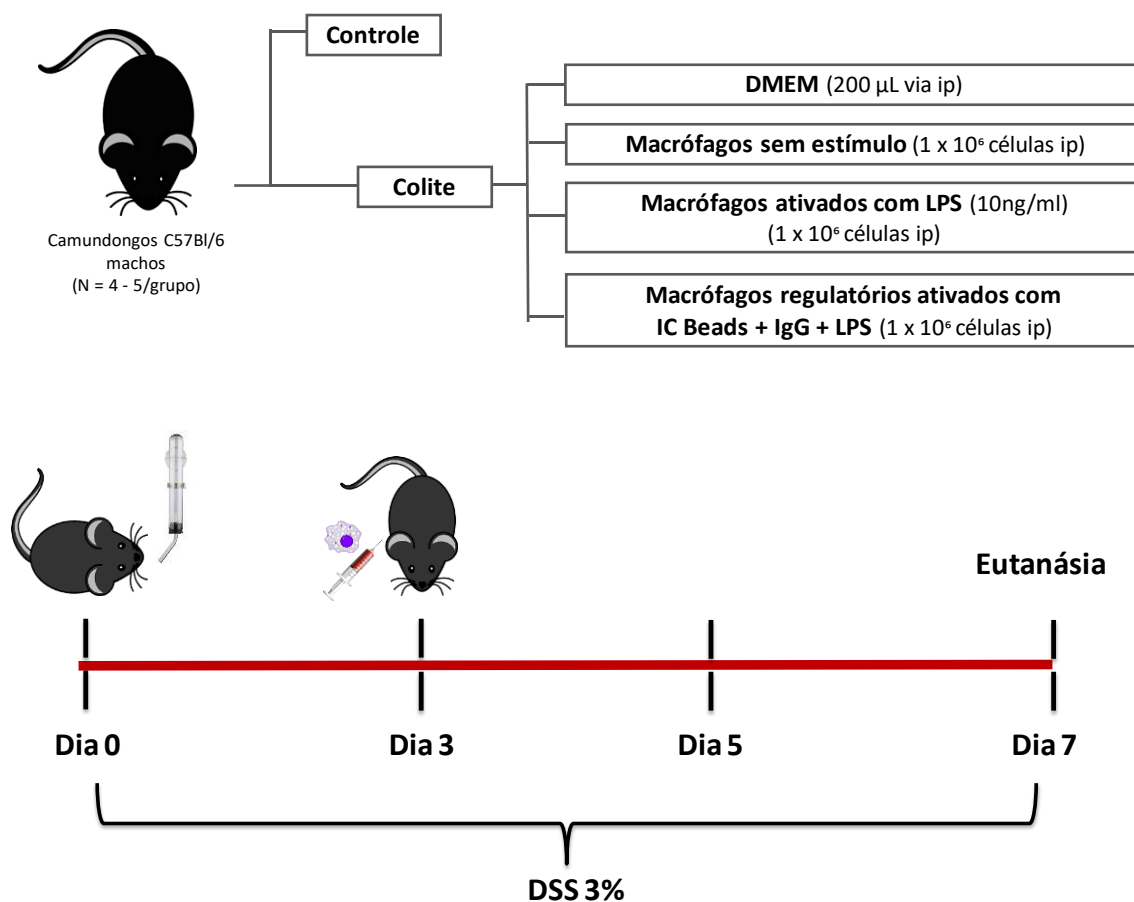 Controle
Colite
DMEM (200 µL via ip)
Macrófagos sem estímulo (1 x 10⁶ células ip)
Macrófagos ativados com LPS (10ng/ml)
(1 x 10⁶ células ip)
Macrófagos regulatórios ativados com
IC Beads + IgG + LPS (1 x 10⁶ células ip)
Camundongos C57Bl/6
machos
(N = 4 - 5/grupo)
Eutanásia
Dia 0
Dia 3
Dia 5
Dia 7
DSS 3%